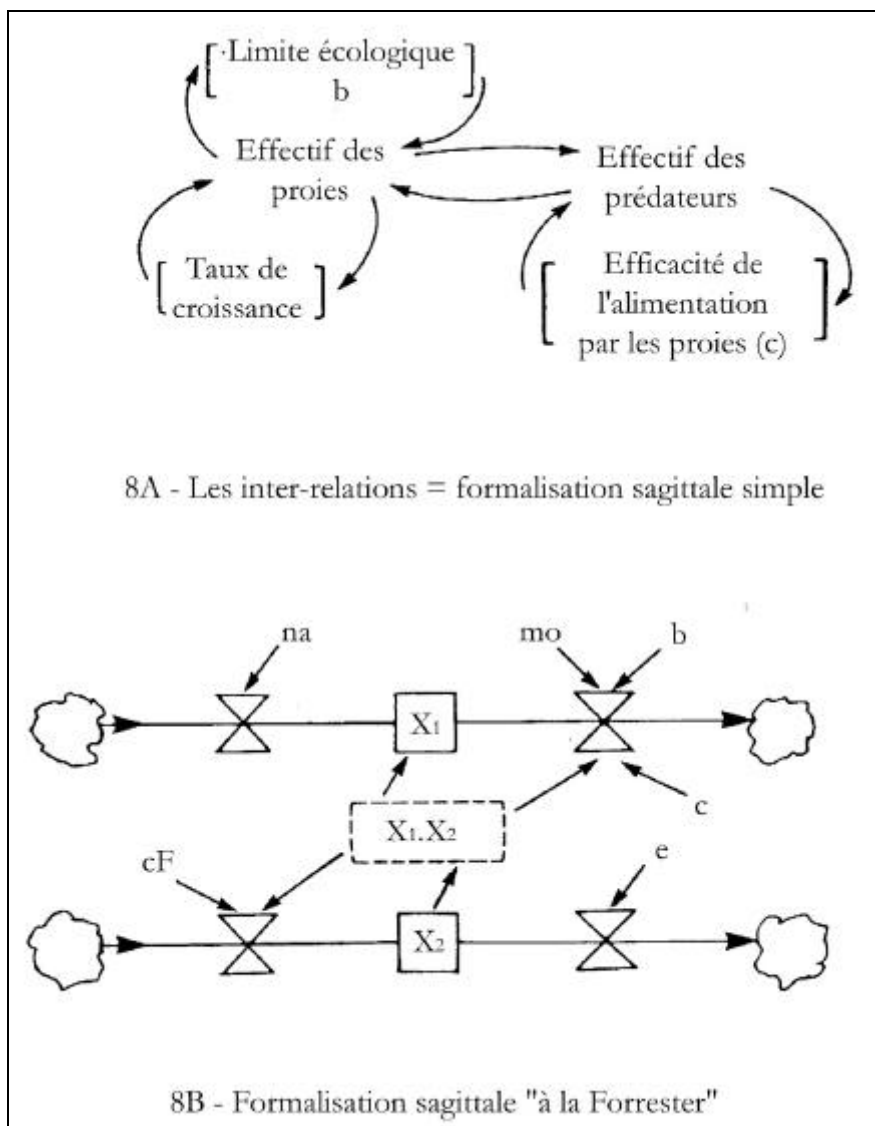 ·Limite écologique
b
Effectif des
proies
Effectif des
prédateurs
Taux de
croissance
Efficacité de
l'alimentation
par les proies (c)
8A - Les inter-relations = formalisation sagittale simple
na
mo
b
X1
c
X1.X2
cF
e
X2
8B - Formalisation sagittale "à la Forrester"